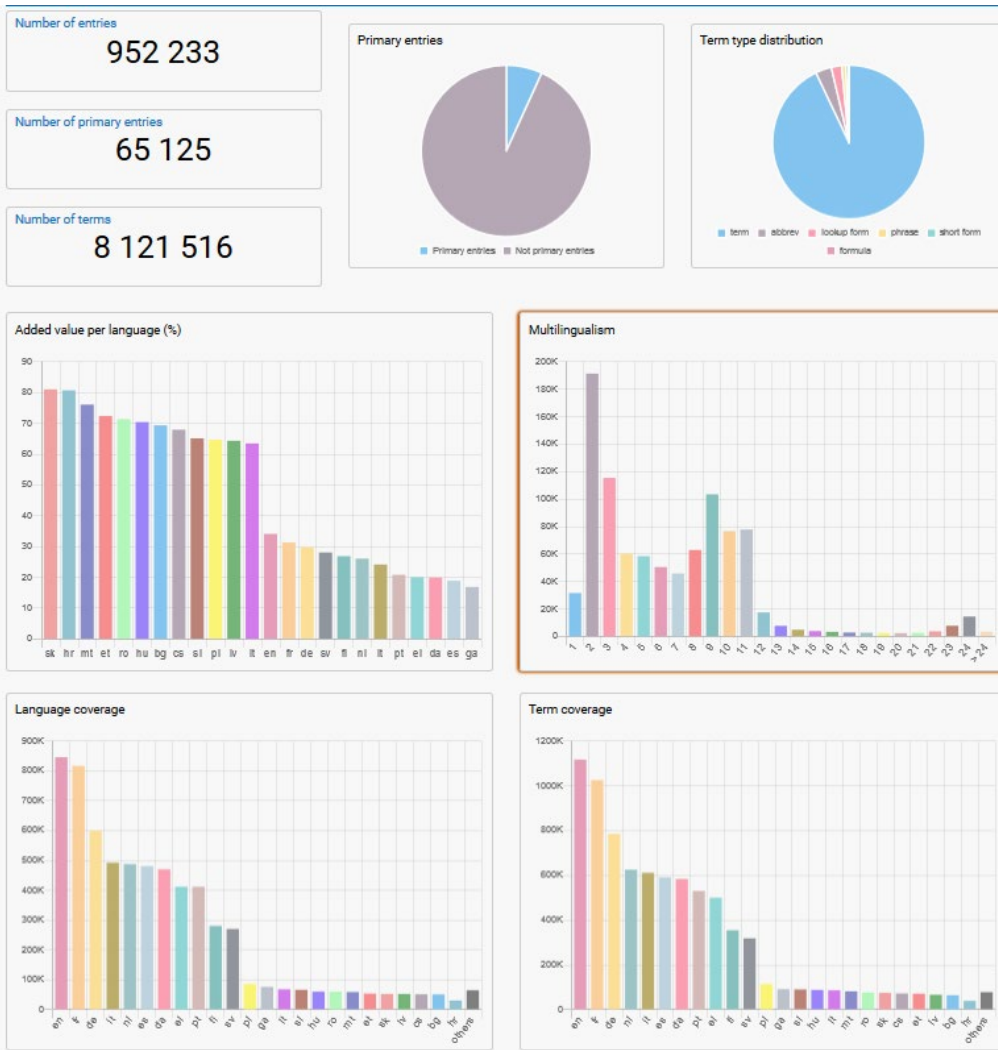 Number of entries
952 233
Number of primary entries
65 125
Number of terms
8 121 516
Primary entries
Primary entries Not primary entries
Term type distribution
term abbrev lookup form phrase short form
formula
Added value per language (%)
90
80
70
60
50
40
30
20
10
0
sk hr mt et ro hu bg cs sl pl lv lt en fr de sv fi nl it pt el da es ga
Multilingualism
200K
180K
160K
140K
120K
100K
80K
60K
40K
20K
0
1 2 3 4 5 6 7 8 9 10 11 12 13 14 15 16 17 18 19 20 21 22 23 24 >24
Language coverage
900K
800K
700K
600K
500K
400K
300K
200K
100K
0
en fr de it nl es da el pt fi sv pl ga lt sl hu ro mt et sk lv cs bg hr others
Term coverage
1200K
1000K
800K
600K
400K
200K
0
en fr de nl it es da pt el fi sv pl ga sl hu lt mt ro sk cs et lv bg hr others